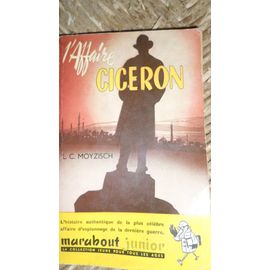 l'Affaire
CICERON
L. C. MOYZISCH
L'histoire authentique de la plus célèbre
affaire d'espionnage de la dernière guerre.
marabout junior
LA COLLECTION JEUNE POUR TOUS LES AGES